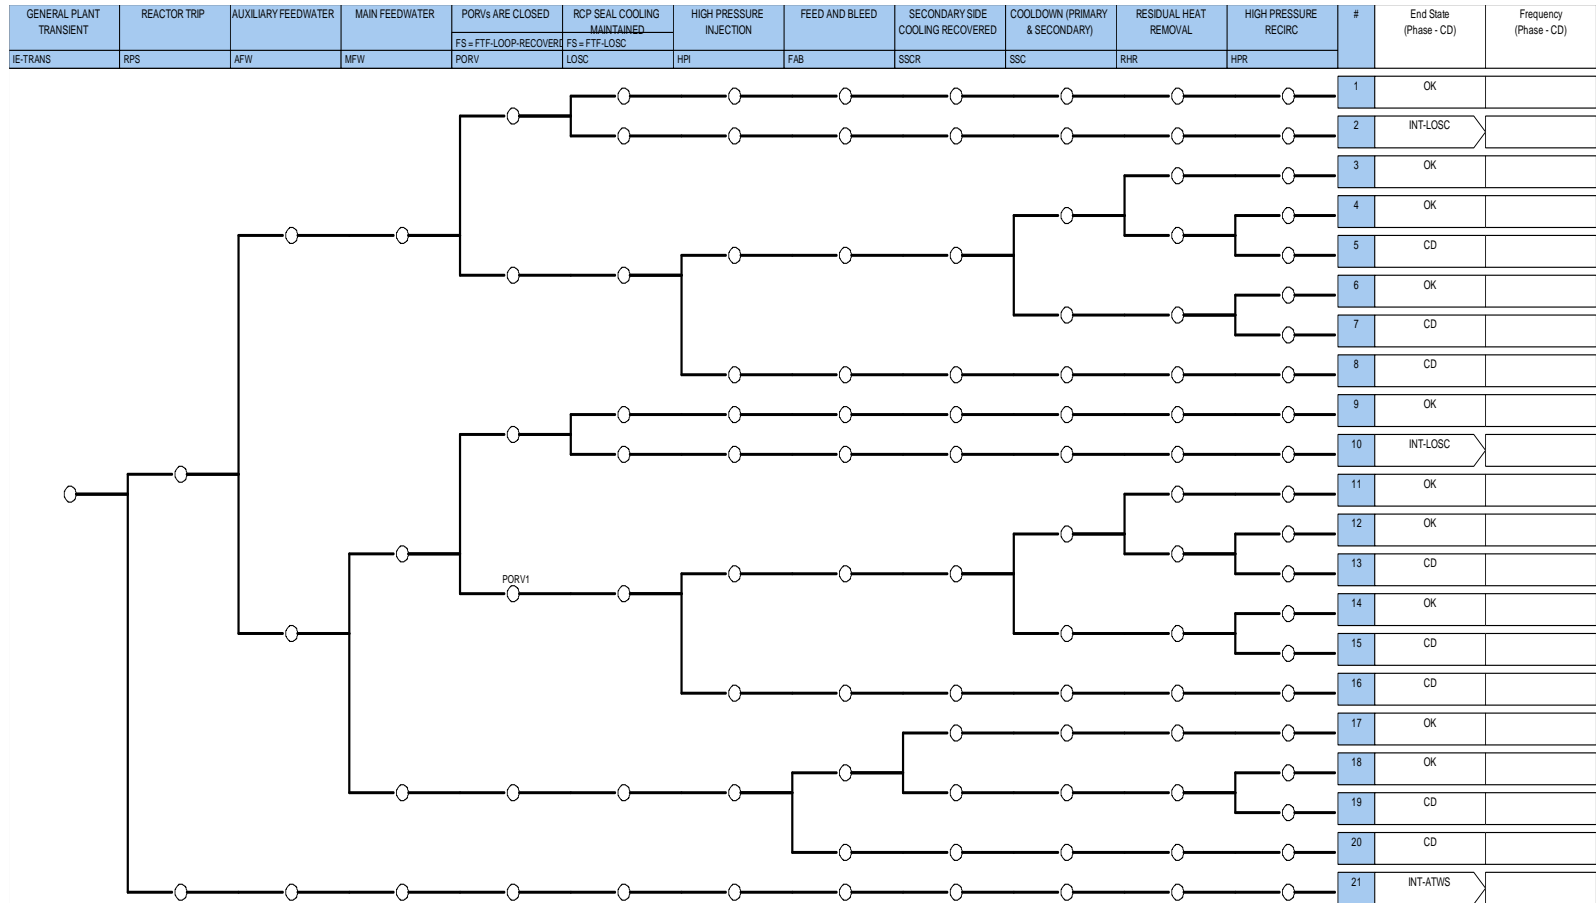 GENERAL PLANT
TRANSIENT
IE-TRANS
REACTOR TRIP
RPS
AUXILIARY FEEDWATER
AFW
MAIN FEEDWATER
MFW
PORVs ARE CLOSED
FS = FTF-LOOP-RECOVERE
PORV
RCP SEAL COOLING
MAINTAINED
FS = FTF-LOSC
LOSC
HIGH PRESSURE
INJECTION
HPI
FEED AND BLEED
FAB
SECONDARY SIDE
COOLING RECOVERED
SSCR
COOLDOWN (PRIMARY
& SECONDARY)
SSC
RESIDUAL HEAT
REMOVAL
RHR
HIGH PRESSURE
RECIRC
HPR
#
End State
(Phase - CD)
Frequency
(Phase - CD)
1 OK
2 INT-LOSC
3 OK
4 OK
5 CD
6 OK
7 CD
8 CD
9 OK
10 INT-LOSC
11 OK
12 OK
13 CD
PORV1
14 OK
15 CD
16 CD
17 OK
18 OK
19 CD
20 CD
21 INT-ATWS